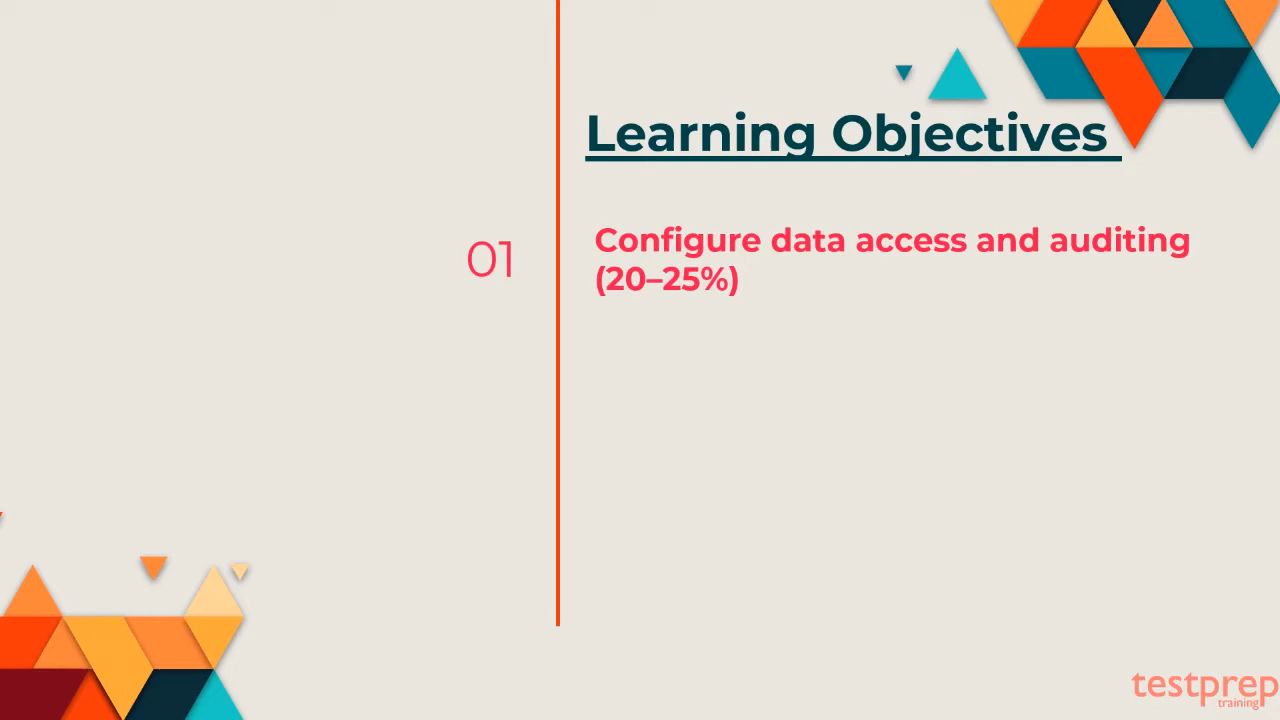 Learning Objectives
01
Configure data access and auditing
(20–25%)
testprep
training